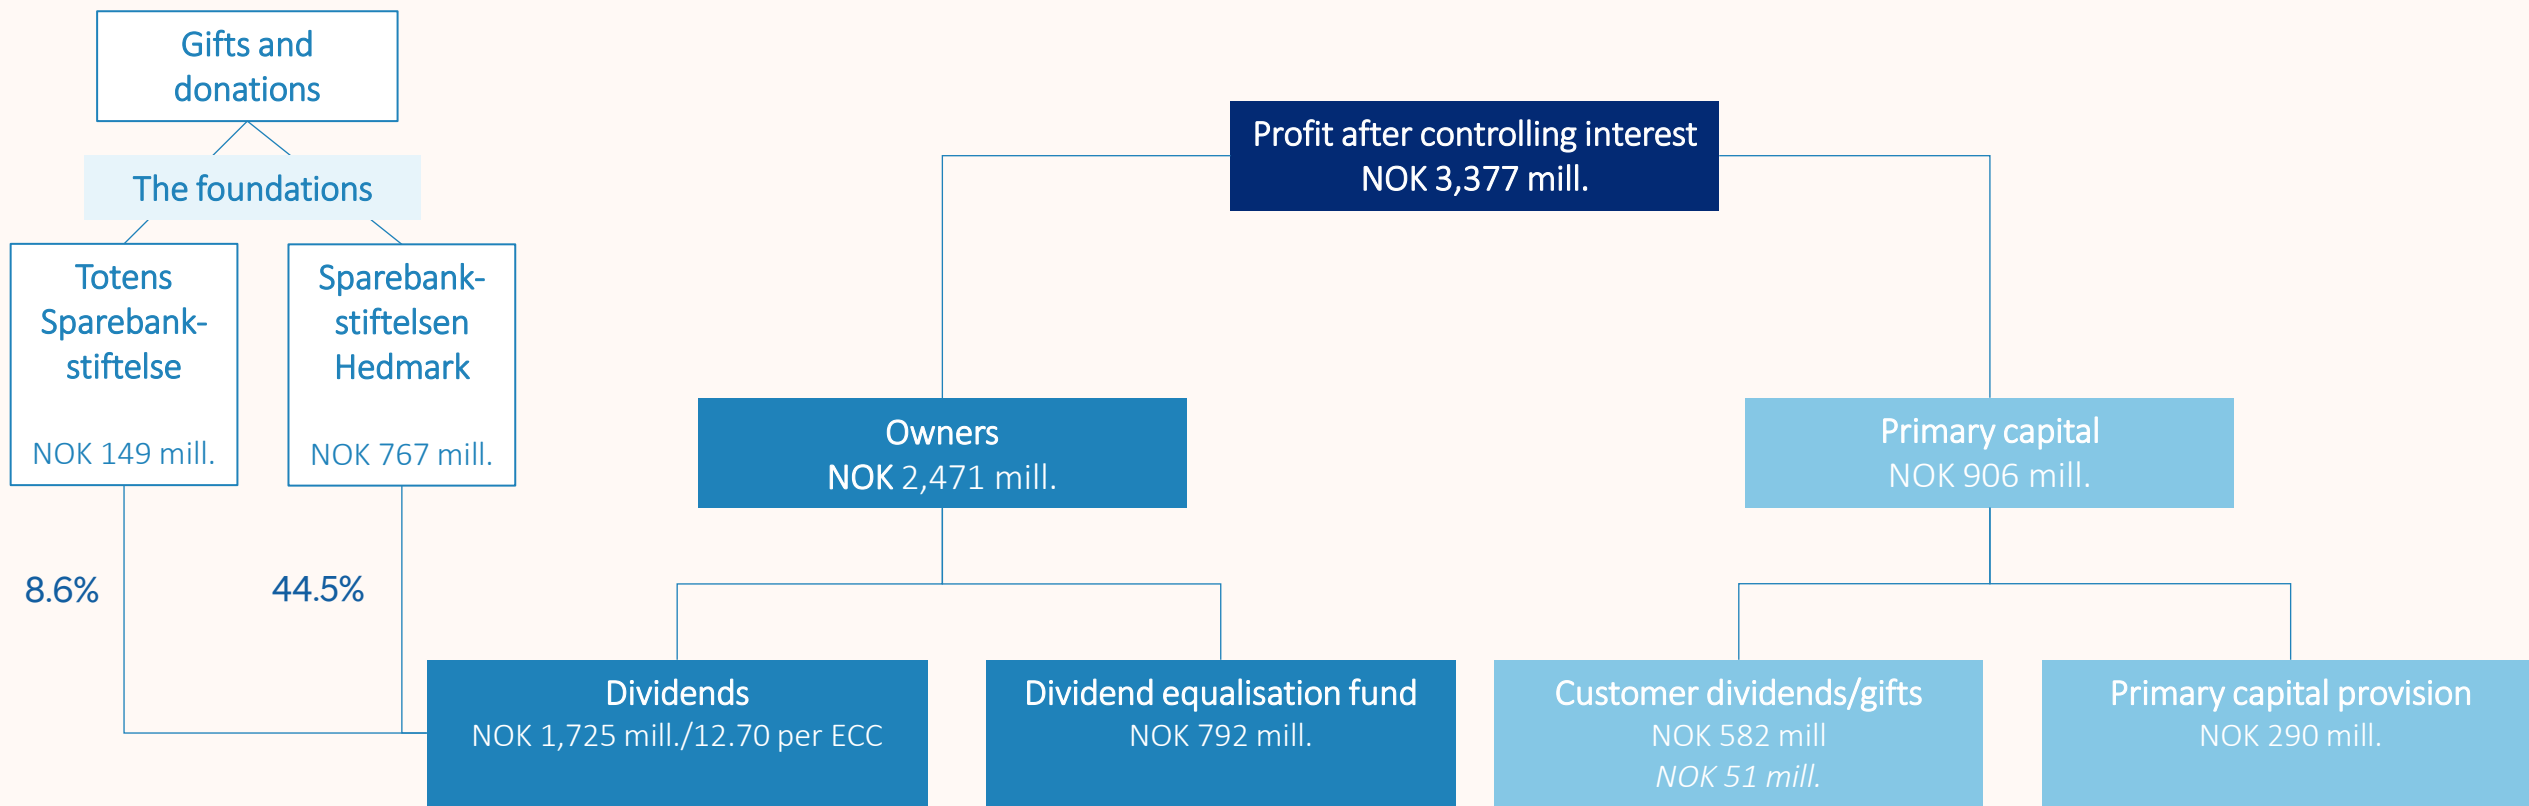 Gifts and
donations
The foundations
Totens
Sparebank-
stiftelse
NOK 149 mill.
Sparebank-
stiftelsen
Hedmark
NOK 767 mill.
8.6%
44.5%
Profit after controlling interest
NOK 3,377 mill.
Owners
NOK 2,471 mill.
Primary capital
NOK 906 mill.
Dividends
NOK 1,725 mill./12.70 per ECC
Dividend equalisation fund
NOK 792 mill.
Customer dividends/gifts
NOK 582 mill
NOK 51 mill.
Primary capital provision
NOK 290 mill.